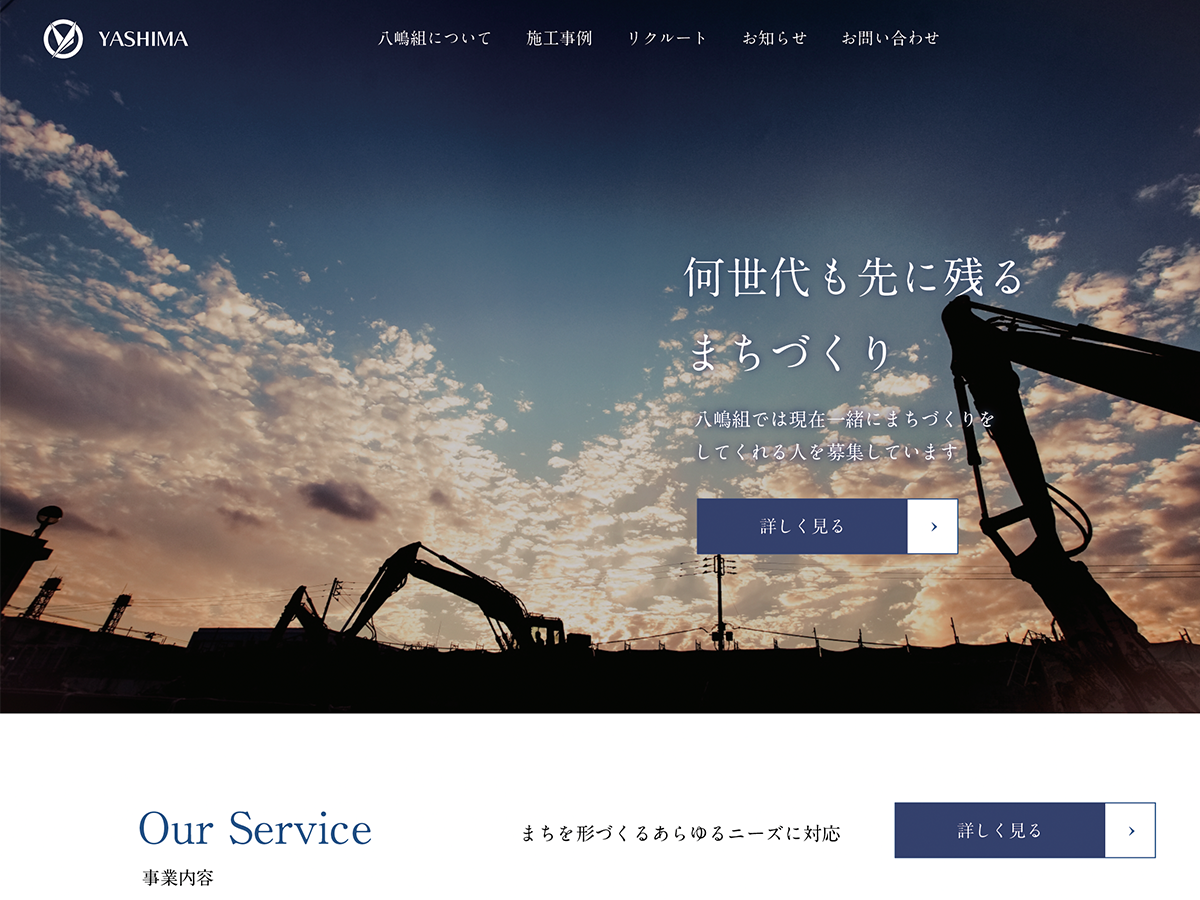 YASHIMA
八嶋組について
施工事例
リクルート
お知らせ
お問い合わせ
何世代も先に残る
まちづくり
八嶋組では現在一緒にまちづくりを
してくれる人を募集しています
詳しく見る
Our Service
事業内容
まちを形づくるあらゆるニーズに対応
詳しく見る